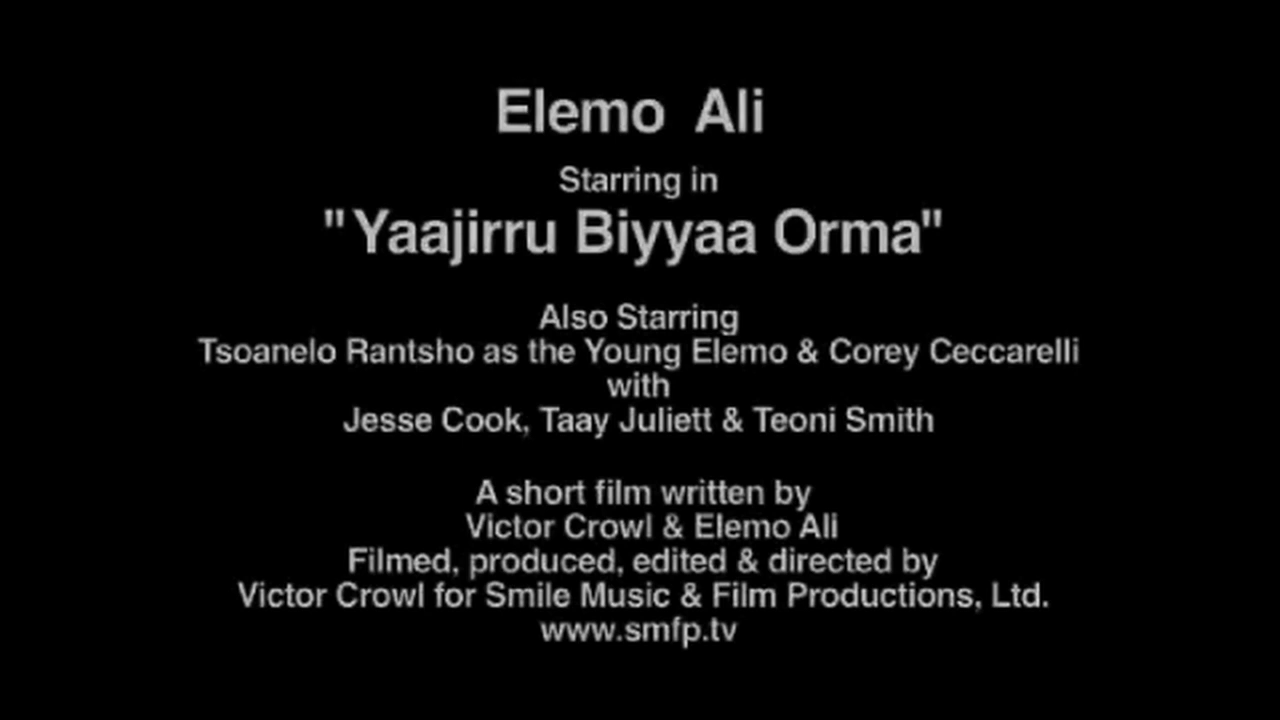 Elemo Ali
Starring in
"Yaajirru Biyyaa Orma"
Also Starring
Tsoanelo Rantsho as the Young Elemo & Corey Ceccarelli
with
Jesse Cook, Taay Juliett & Teoni Smith
A short film written by
Victor Crowl & Elemo Ali
Filmed, produced, edited & directed by
Victor Crowl for Smile Music & Film Productions, Ltd.
www.smfp.tv